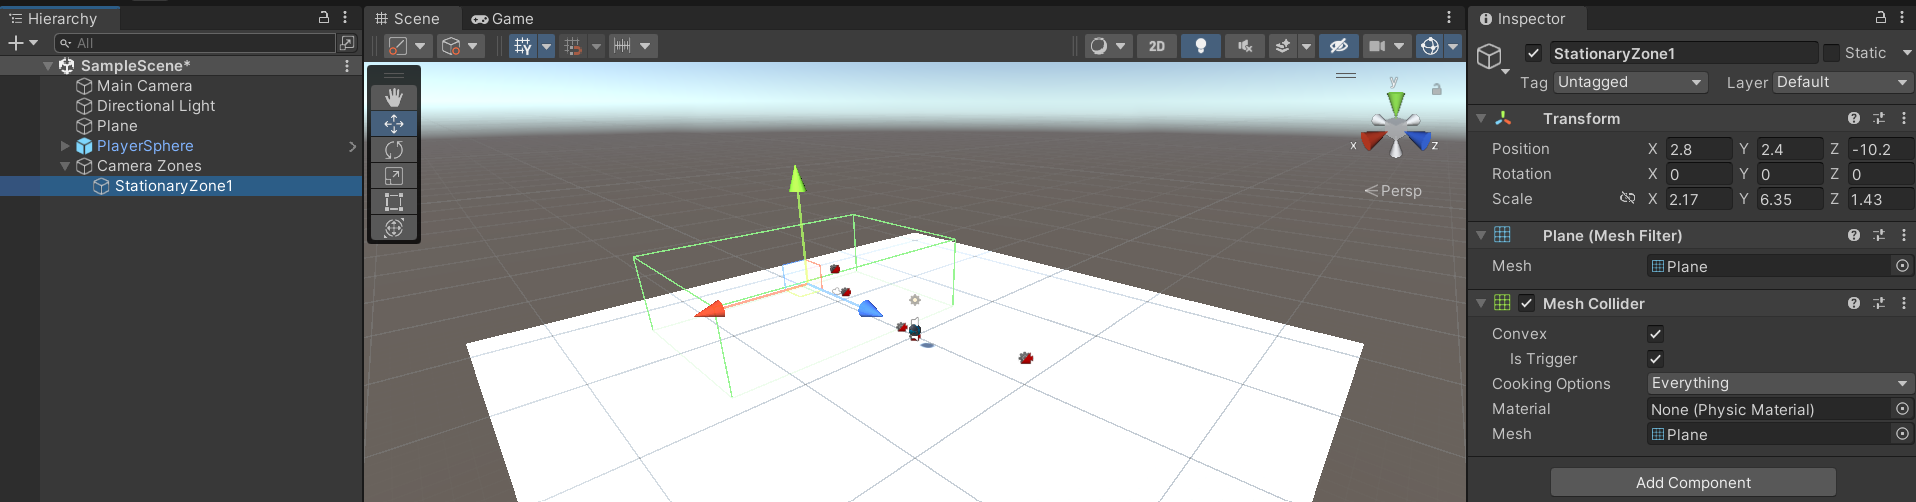 Hierarchy
All
SampleScene*
Main Camera
Directional Light
Plane
PlayerSphere
Camera Zones
StationaryZone1
Scene
Game
2D
y
x
z
Persp
Inspector
StationaryZone1
Static
Tag Untagged Layer Default
Transform
Position X 2.8 Y 2.4 Z -10.2
Rotation X 0 Y 0 Z 0
Scale X 2.17 Y 6.35 Z 1.43
Plane (Mesh Filter)
Mesh Plane
Mesh Collider
Convex
Is Trigger
Cooking Options Everything
Material None (Physic Material)
Mesh Plane
Add Component